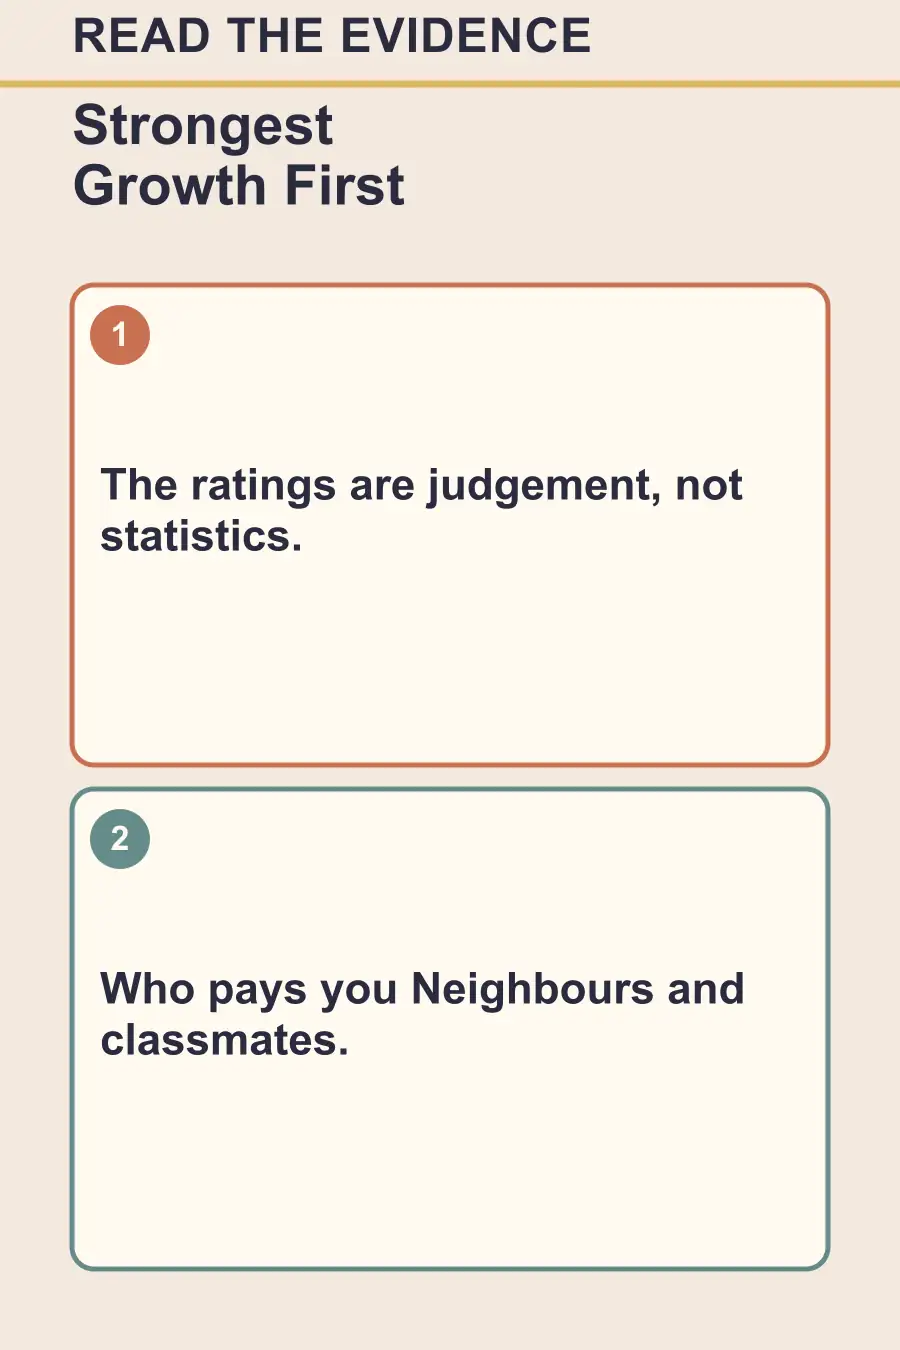 READ THE EVIDENCE
Strongest
Growth First
1
The ratings are judgement, not
statistics.
2
Who pays you Neighbours and
classmates.